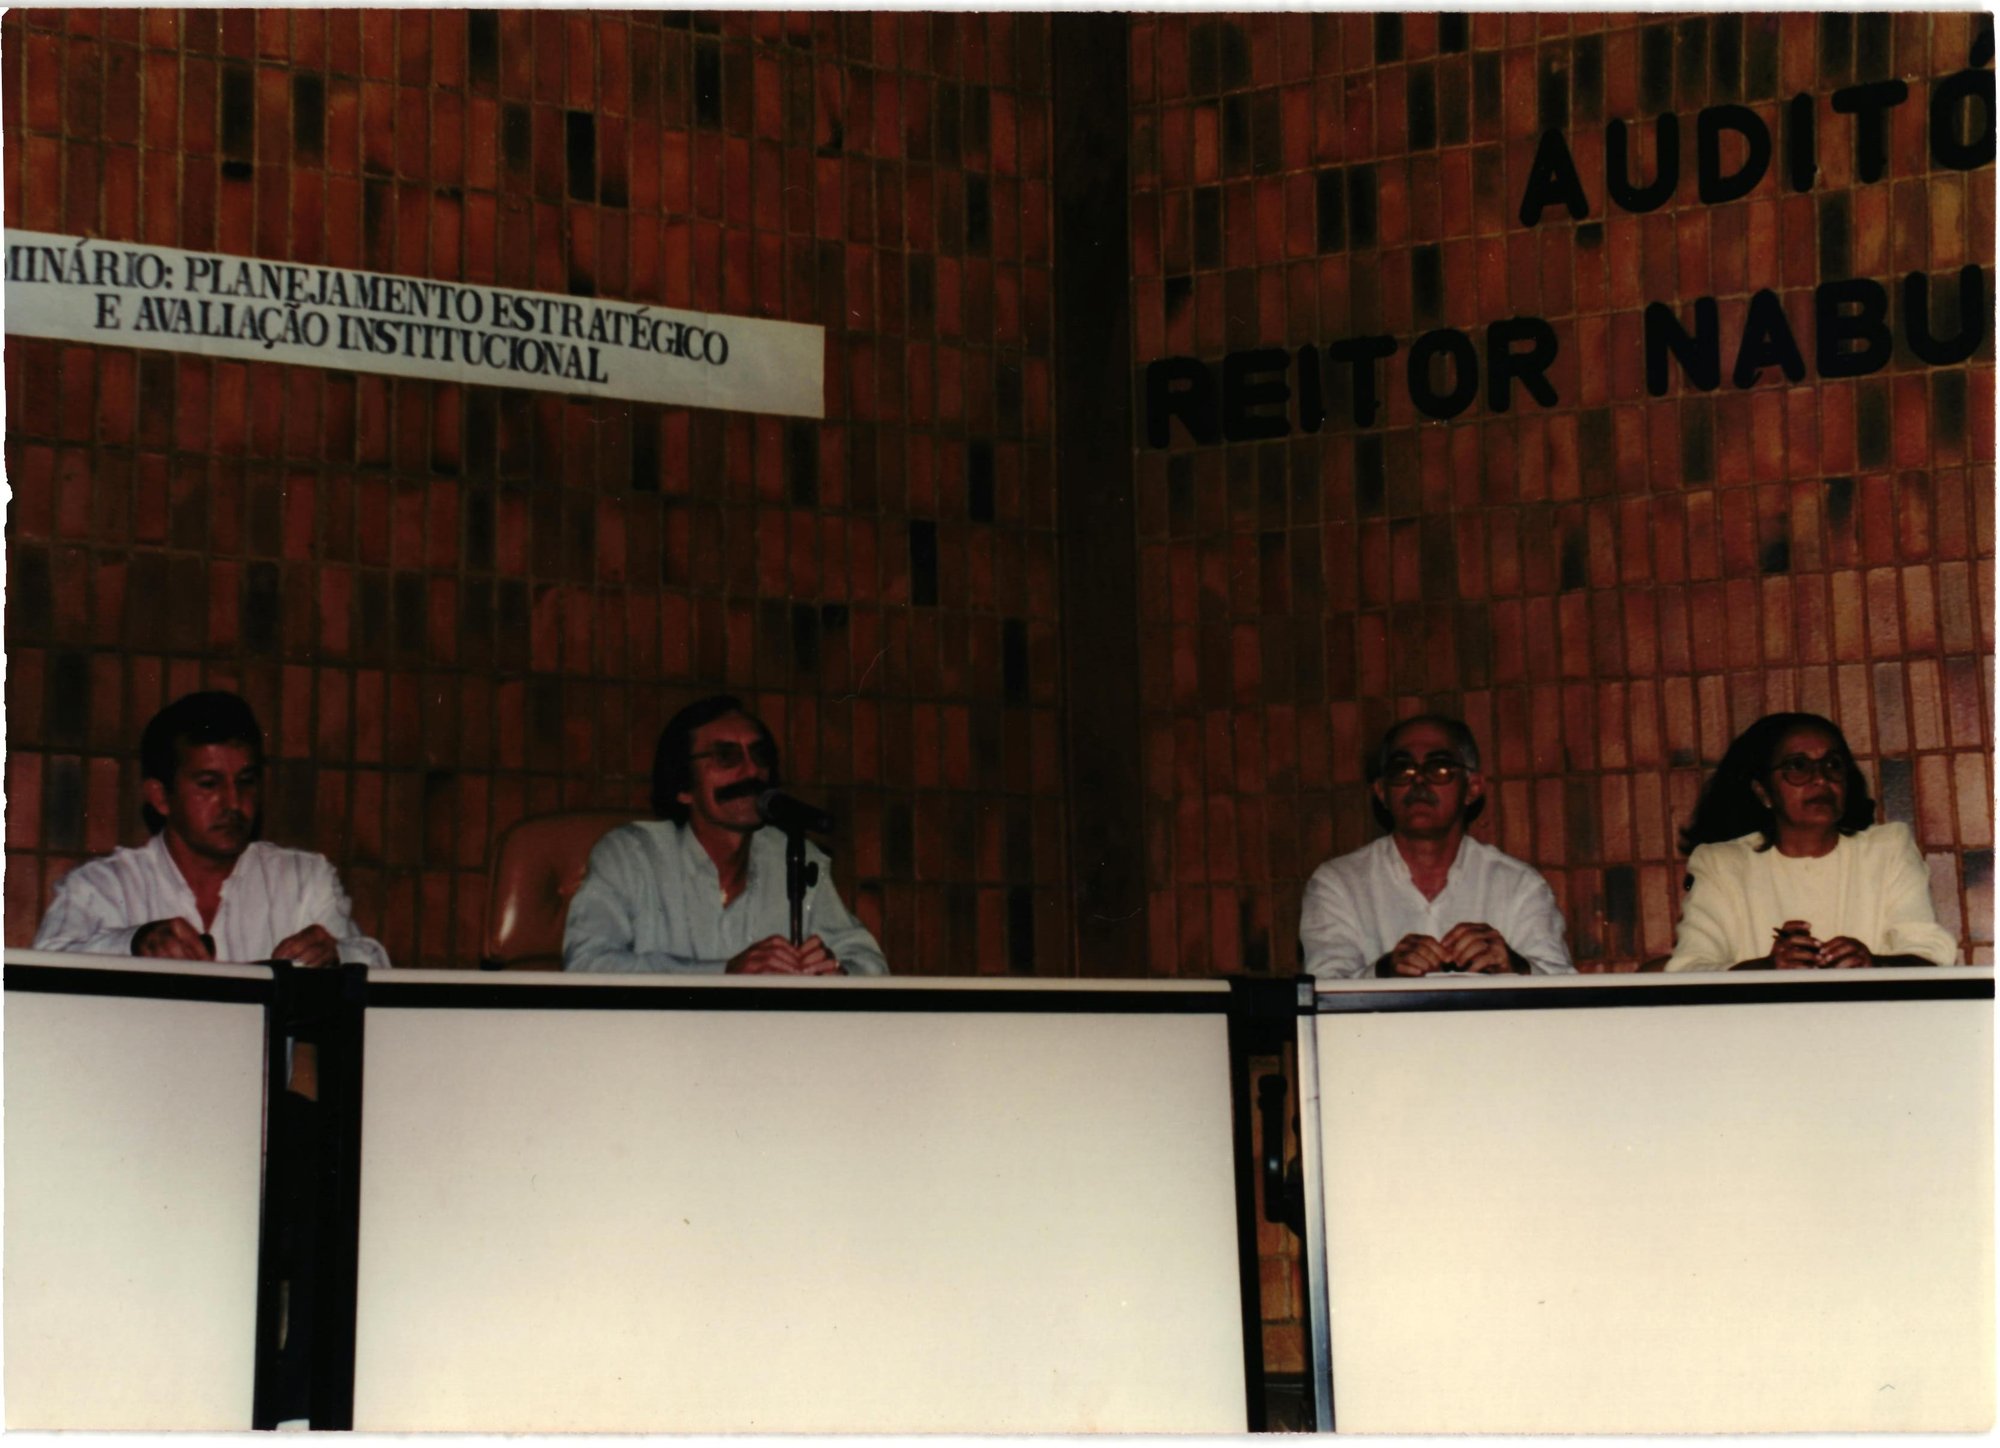 MINÁRIO: PLANEJAMENTO ESTRATÉGICO
E AVALIAÇÃO INSTITUCIONAL
AUDITÓ
REITOR NABU